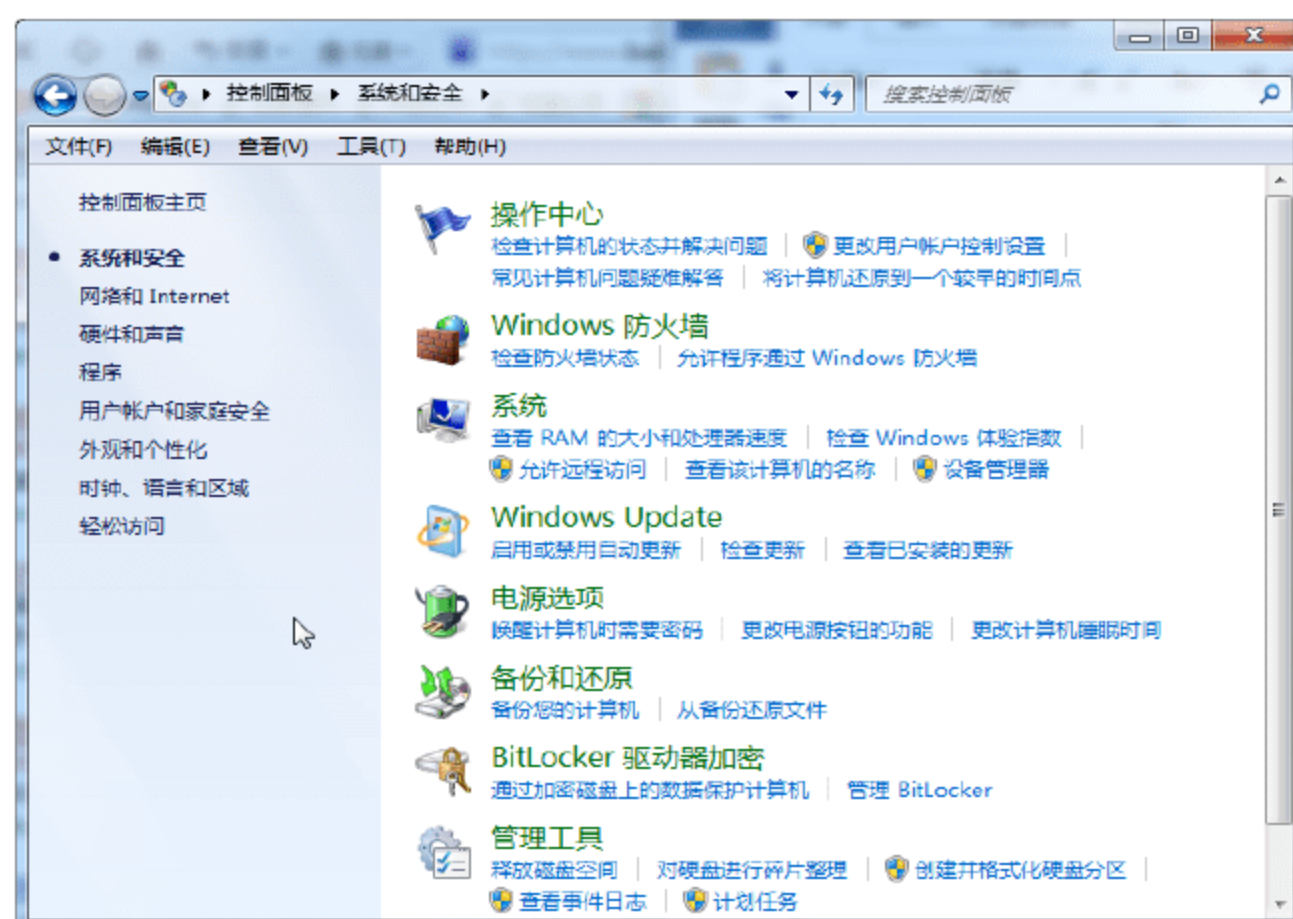 控制面板 系统和安全
搜索控制面板
文件(F) 编辑(E) 查看(V) 工具(T) 帮助(H)
控制面板主页
系统和安全
网络和 Internet
硬件和声音
程序
用户帐户和家庭安全
外观和个性化
时钟、语言和区域
轻松访问
操作中心
检查计算机的状态并解决问题 更改用户帐户控制设置
常见计算机问题疑难解答 将计算机还原到一个较早的时间点
Windows 防火墙
检查防火墙状态 允许程序通过 Windows 防火墙
系统
查看 RAM 的大小和处理器速度 检查 Windows 体验指数
允许远程访问 查看该计算机的名称 设备管理器
Windows Update
启用或禁用自动更新 检查更新 查看已安装的更新
电源选项
唤醒计算机时需要密码 更改电源按钮的功能 更改计算机睡眠时间
备份和还原
备份您的计算机 从备份还原文件
BitLocker 驱动器加密
通过加密磁盘上的数据保护计算机 管理 BitLocker
管理工具
释放磁盘空间 对硬盘进行碎片整理 创建并格式化硬盘分区
查看事件日志 计划任务